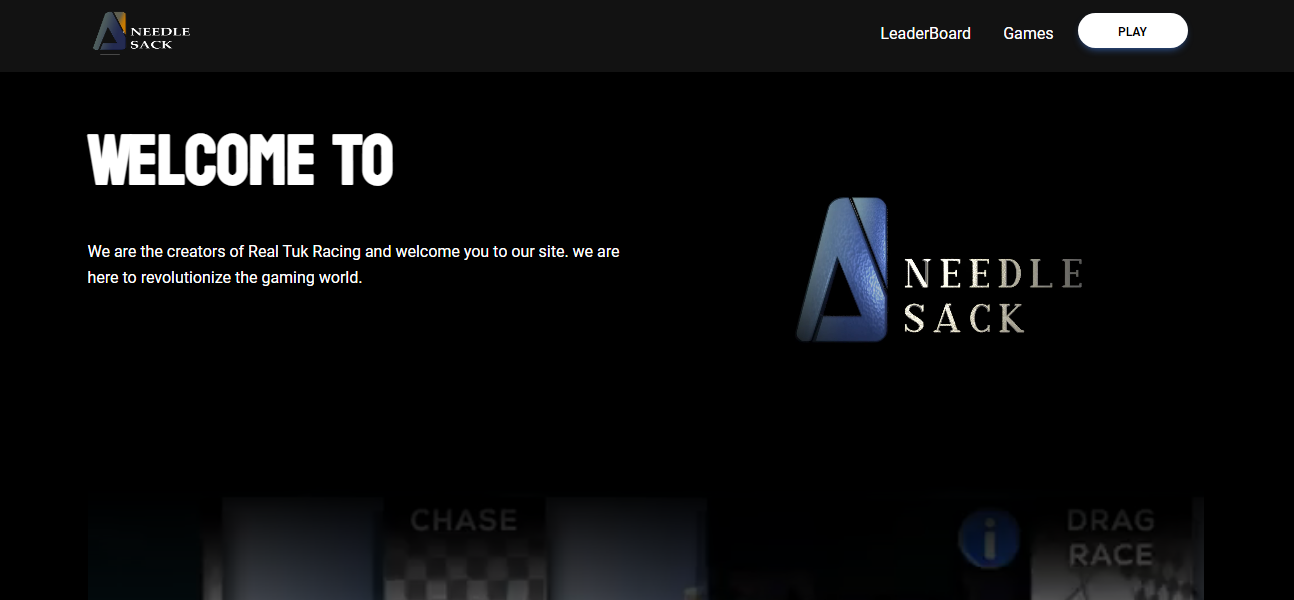 NEEDLE
SACK
LeaderBoard
Games
PLAY
WELCOME TO
We are the creators of Real Tuk Racing and welcome you to our site. we are
here to revolutionize the gaming world.
NEEDLE
SACK
CHASE
i
DRAG
RACE